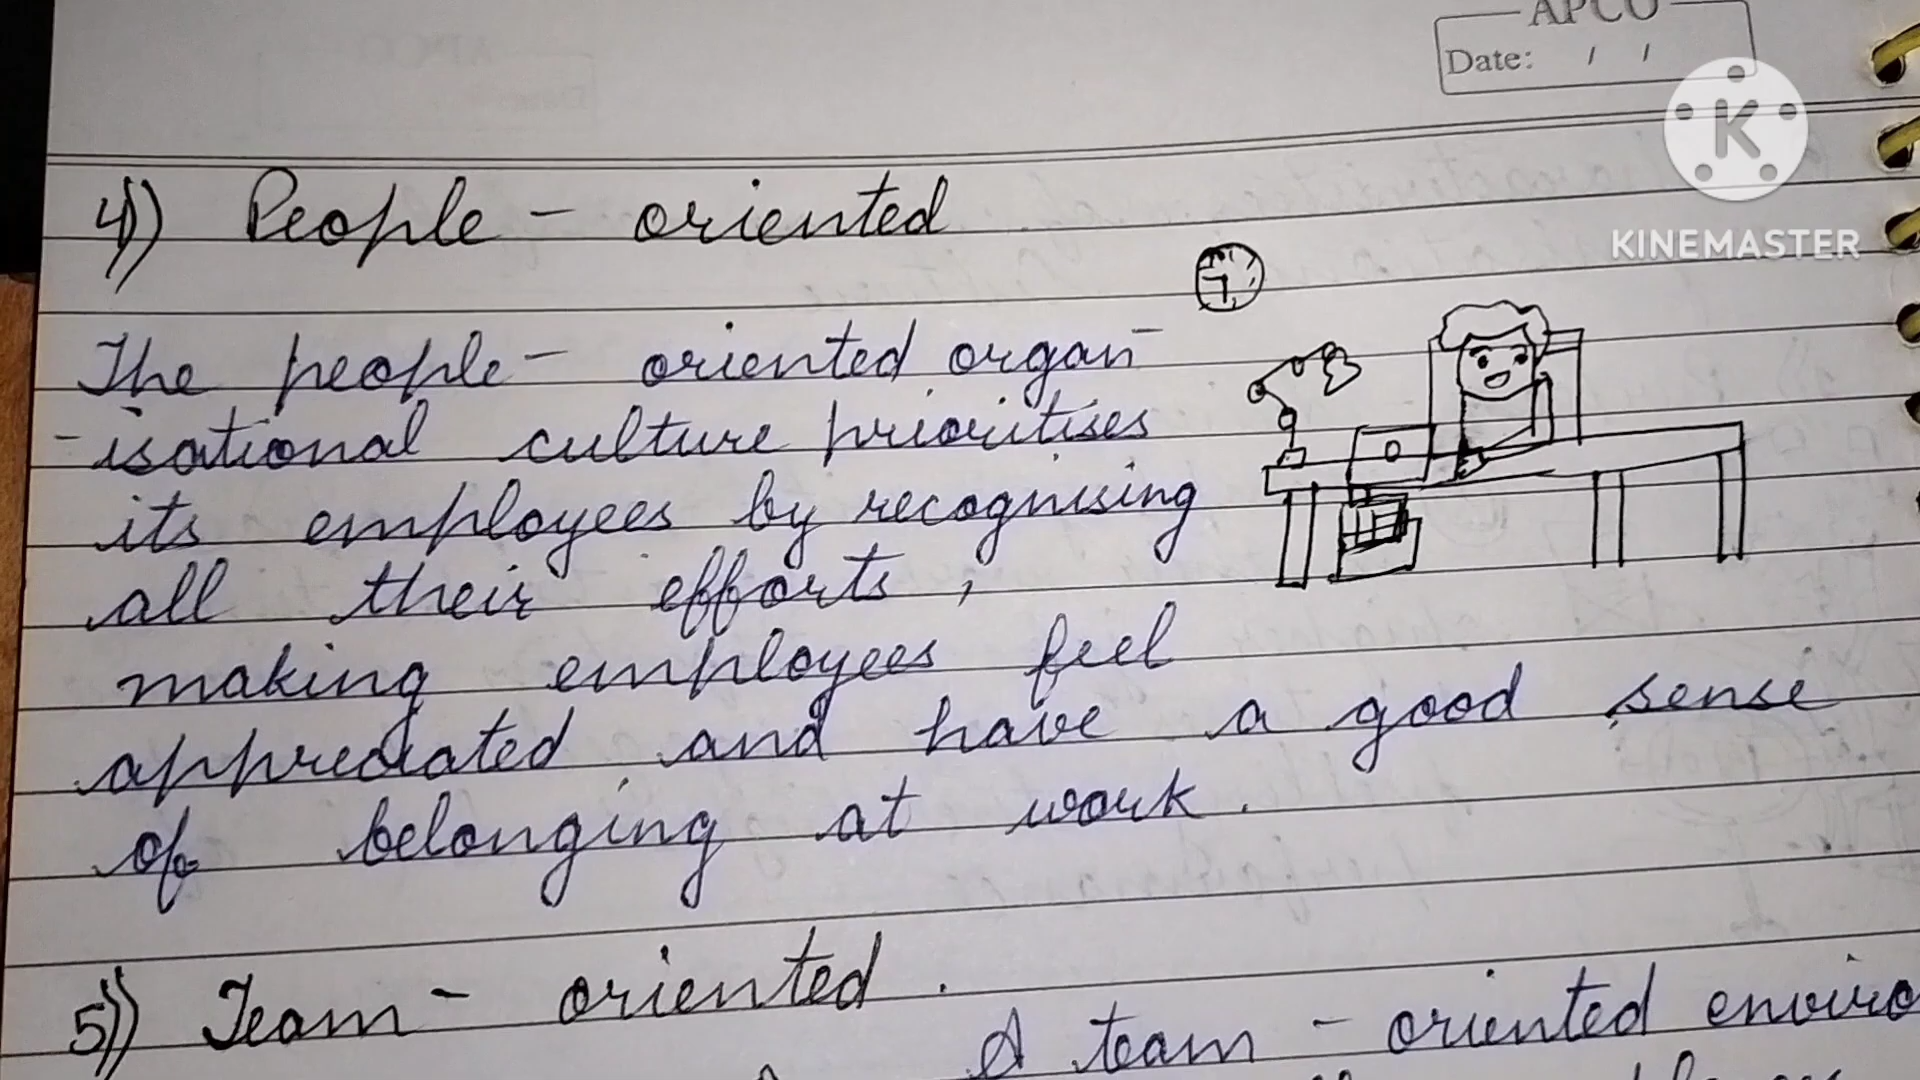 APCO
Date: / /
K
KINEMASTER
4)) People - oriented
The people - oriented organ-
-isational culture prioritises
its employees by recognising
all their efforts,
making employees feel
appreciated and have a good sense
of belonging at work.
5)) Team - oriented.
A team - oriented enviro